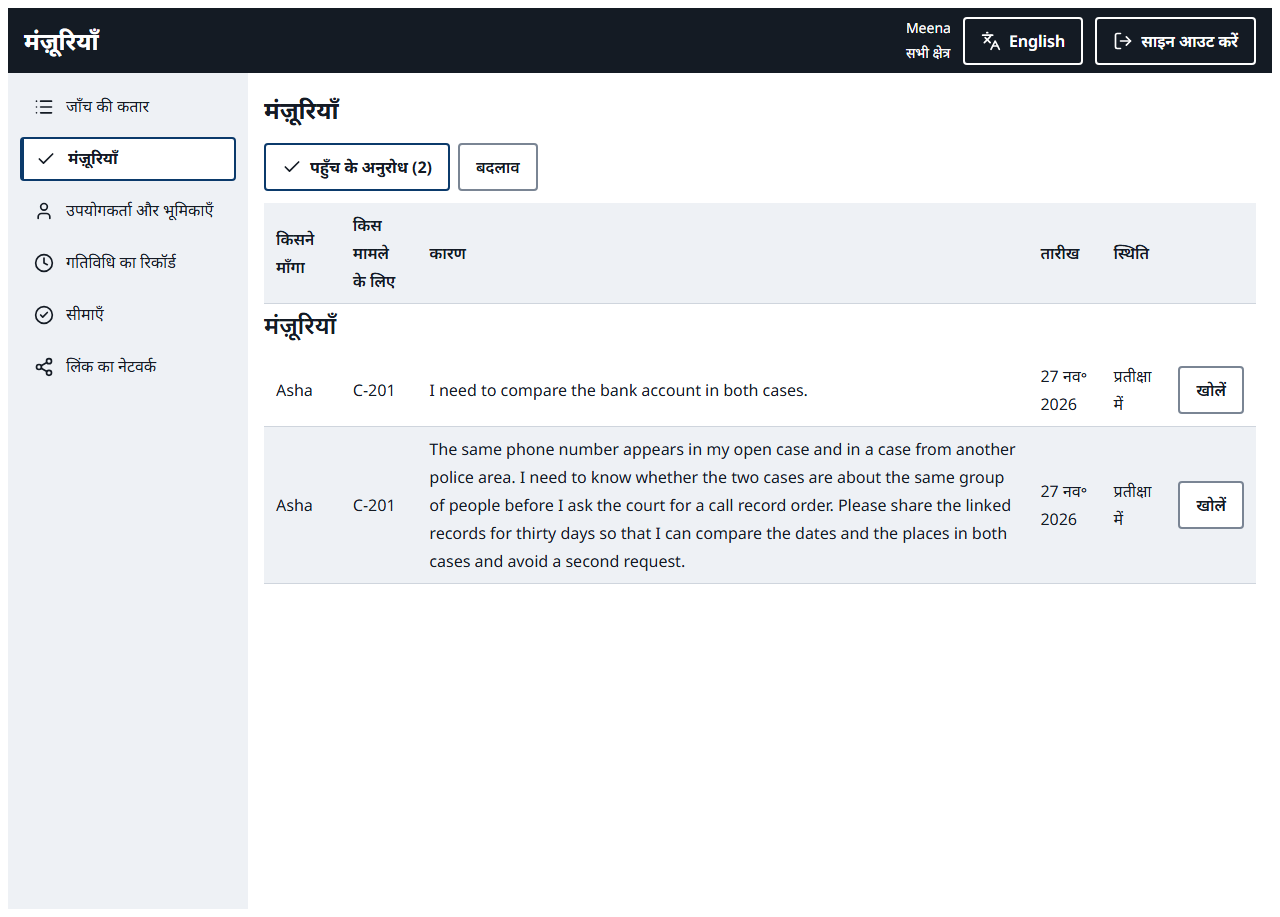 मंज़ूरियाँ
Meena
सभी क्षेत्र
English
साइन आउट करें
जाँच की कतार
मंज़ूरियाँ
उपयोगकर्ता और भूमिकाएँ
गतिविधि का रिकॉर्ड
सीमाएँ
लिंक का नेटवर्क
मंज़ूरियाँ
पहुँच के अनुरोध (2)
बदलाव
किसने
माँगा
किस
मामले
के लिए
कारण
तारीख
स्थिति
मंज़ूरियाँ
Asha
C-201
I need to compare the bank account in both cases.
27 नव॰
2026
प्रतीक्षा
में
खोलें
Asha
C-201
The same phone number appears in my open case and in a case from another
police area. I need to know whether the two cases are about the same group
of people before I ask the court for a call record order. Please share the linked
records for thirty days so that I can compare the dates and the places in both
cases and avoid a second request.
27 नव॰
2026
प्रतीक्षा
में
खोलें